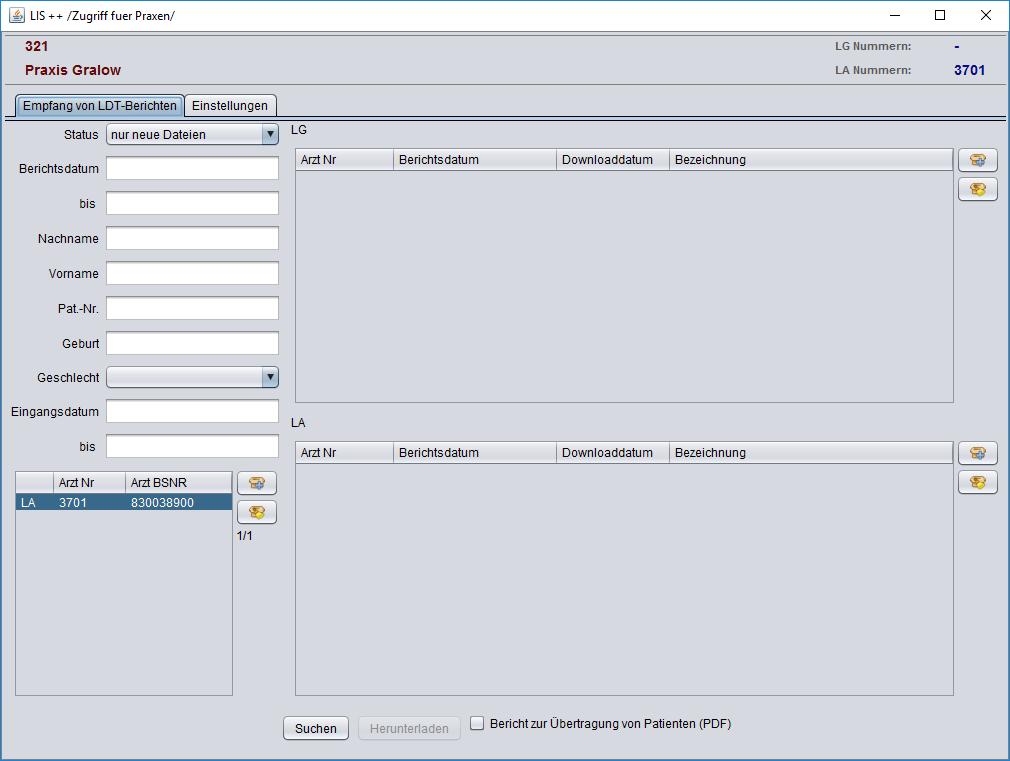 LIS ++ /Zugriff fuer Praxen/
321
LG Nummern: -
Praxis Gralow
LA Nummern: 3701
Empfang von LDT-Berichten Einstellungen
Status nur neue Dateien
Berichtsdatum
bis
Nachname
Vorname
Pat.-Nr.
Geburt
Geschlecht
Eingangsdatum
bis
Arzt Nr Arzt BSNR
LA 3701 830038900
1/1
LG
Arzt Nr Berichtsdatum Downloaddatum Bezeichnung
LA
Arzt Nr Berichtsdatum Downloaddatum Bezeichnung
Suchen Herunterladen Bericht zur Übertragung von Patienten (PDF)